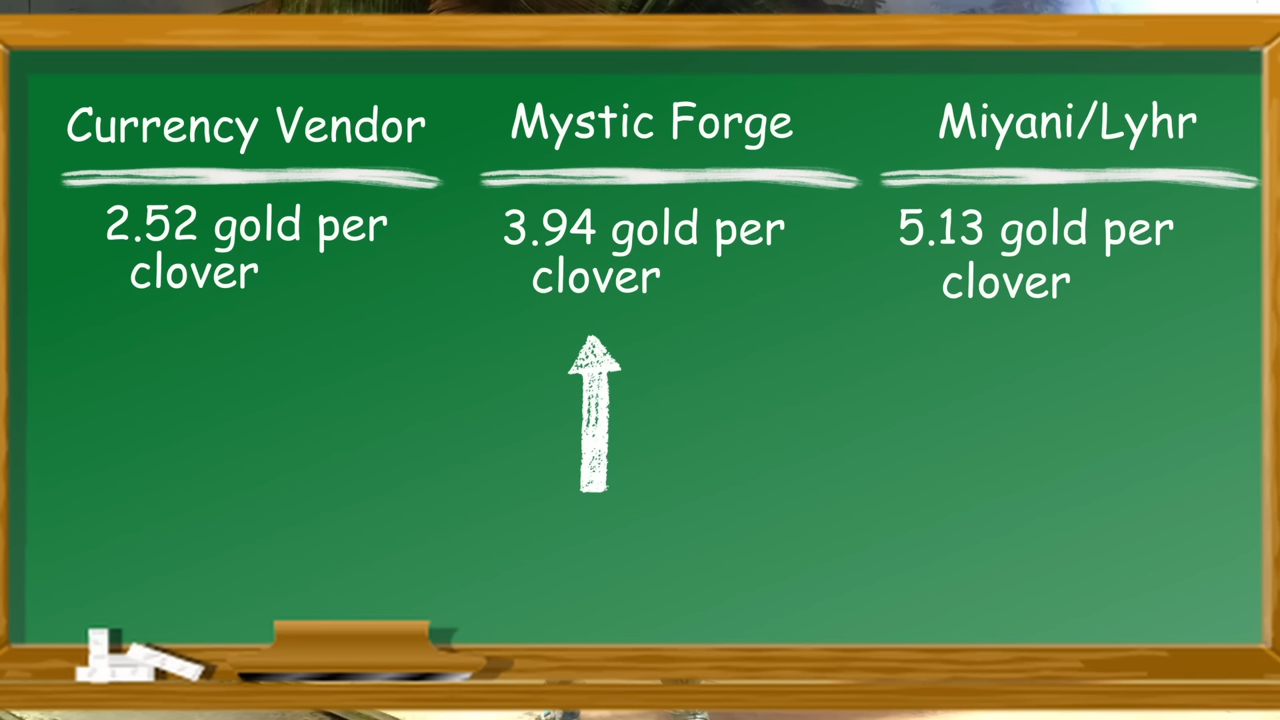 Currency Vendor
2.52 gold per
clover
Mystic Forge
3.94 gold per
clover
Miyani/Lyhr
5.13 gold per
clover